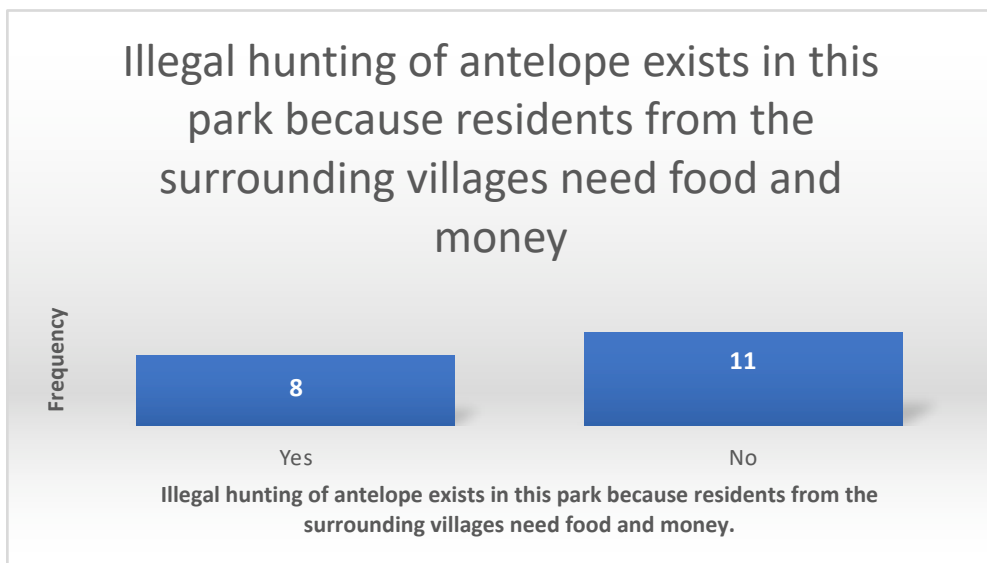 Illegal hunting of antelope exists in this
park because residents from the
surrounding villages need food and
money
Frequency
8
11
Yes
No
Illegal hunting of antelope exists in this park because residents from the
surrounding villages need food and money.